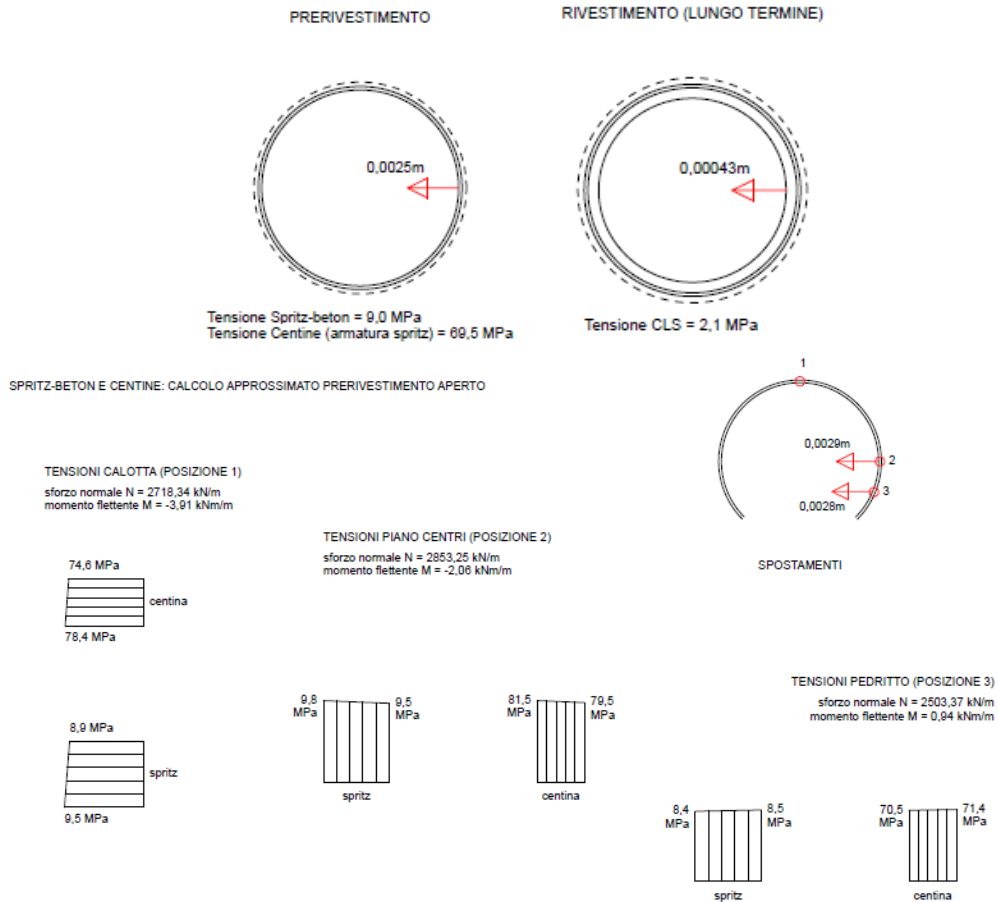 PRERIVESTIMENTO
RIVESTIMENTO (LUNGO TERMINE)
0,0025m
0,00043m
Tensione Spritz-beton = 9,0 MPa
Tensione Centine (armatura spritz) = 69,5 MPa
Tensione CLS = 2,1 MPa
SPRITZ-BETON E CENTINE: CALCOLO APPROSSIMATO PRERIVESTIMENTO APERTO
1
0,0029m
2
3
0,0028m
SPOSTAMENTI
TENSIONI CALOTTA (POSIZIONE 1)
sforzo normale N = 2718,34 kN/m
momento flettente M = -3,91 kNm/m
74,6 MPa
centina
78,4 MPa
8,9 MPa
spritz
9,5 MPa
TENSIONI PIANO CENTRI (POSIZIONE 2)
sforzo normale N = 2853,25 kN/m
momento flettente M = -2,06 kNm/m
9,8
MPa
9,5
MPa
spritz
81,5
MPa
79,5
MPa
centina
TENSIONI PEDRITTO (POSIZIONE 3)
sforzo normale N = 2503,37 kN/m
momento flettente M = 0,94 kNm/m
8,4
MPa
8,5
MPa
spritz
70,5
MPa
71,4
MPa
centina